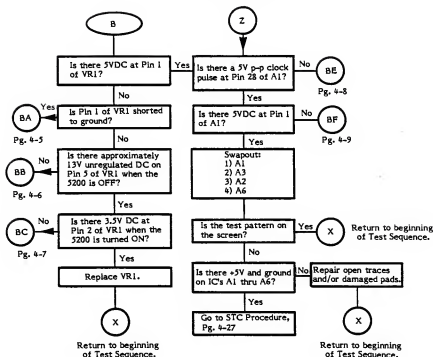 B
Z
Is there 5VDC at Pin 1
of VR1?
Yes
Is there a 5V p-p clock
pulse at Pin 28 of A1?
No
BE
Pg. 4-8
No
Yes
BA
Pg. 4-5
Yes
Is Pin 1 of VR1 shorted
to ground?
Is there 5VDC at Pin 1
of A1?
No
BF
Pg. 4-9
No
Yes
BB
Pg. 4-6
No
Is there approximately
13V unregulated DC on
Pin 5 of VR1 when the
5200 is OFF?
Swapout:
1) A1
2) A3
3) A2
4) A6
Yes
BC
Pg. 4-7
No
Is there 3.5V DC at
Pin 2 of VR1 when the
5200 is turned ON?
Is the test pattern on
the screen?
Yes
X
Return to beginning
of Test Sequence.
Yes
No
Replace VR1.
Is there +5V and ground
on IC's A1 thru A6?
No
Repair open traces
and/or damaged pads.
Yes
X
Return to beginning
of Test Sequence.
Go to STC Procedure,
Pg. 4-27
X
Return to beginning
of Test Sequence.